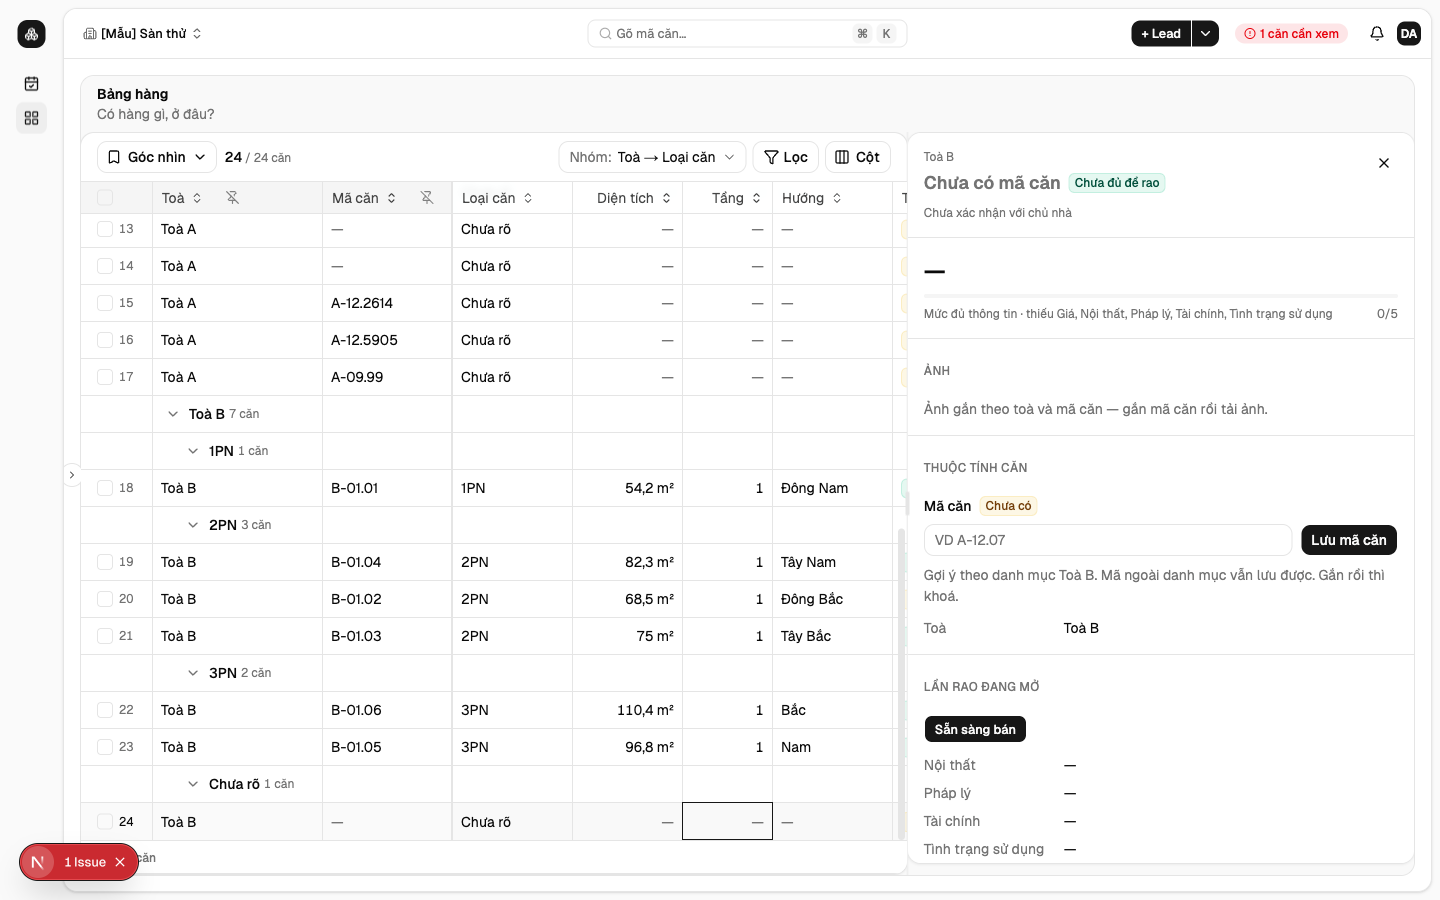 [Mẫu] Sàn thử
Gõ mã căn...
⌘ K
+ Lead
1 căn cần xem
DA
Bảng hàng
Có hàng gì, ở đâu?
Góc nhìn
24 / 24 căn
Nhóm: Toà → Loại căn
Lọc
Cột
Toà Mã căn Loại căn Diện tích Tầng Hướng T
13 Toà A — Chưa rõ — — —
14 Toà A — Chưa rõ — — —
15 Toà A A-12.2614 Chưa rõ — — —
16 Toà A A-12.5905 Chưa rõ — — —
17 Toà A A-09.99 Chưa rõ — — —
Toà B 7 căn
1PN 1 căn
18 Toà B B-01.01 1PN 54,2 m² 1 Đông Nam
2PN 3 căn
19 Toà B B-01.04 2PN 82,3 m² 1 Tây Nam
20 Toà B B-01.02 2PN 68,5 m² 1 Đông Bắc
21 Toà B B-01.03 2PN 75 m² 1 Tây Bắc
3PN 2 căn
22 Toà B B-01.06 3PN 110,4 m² 1 Bắc
23 Toà B B-01.05 3PN 96,8 m² 1 Nam
Chưa rõ 1 căn
24 Toà B — Chưa rõ — — —
căn
N 1 Issue
Toà B
Chưa có mã căn Chưa đủ để rao
Chưa xác nhận với chủ nhà
—
Mức đủ thông tin · thiếu Giá, Nội thất, Pháp lý, Tài chính, Tình trạng sử dụng 0/5
ẢNH
Ảnh gắn theo toà và mã căn — gắn mã căn rồi tải ảnh.
THUỘC TÍNH CĂN
Mã căn Chưa có
VD A-12.07
Lưu mã căn
Gợi ý theo danh mục Toà B. Mã ngoài danh mục vẫn lưu được. Gắn rồi thì
khoá.
Toà Toà B
LẦN RAO ĐANG MỞ
Sẵn sàng bán
Nội thất —
Pháp lý —
Tài chính —
Tình trạng sử dụng —